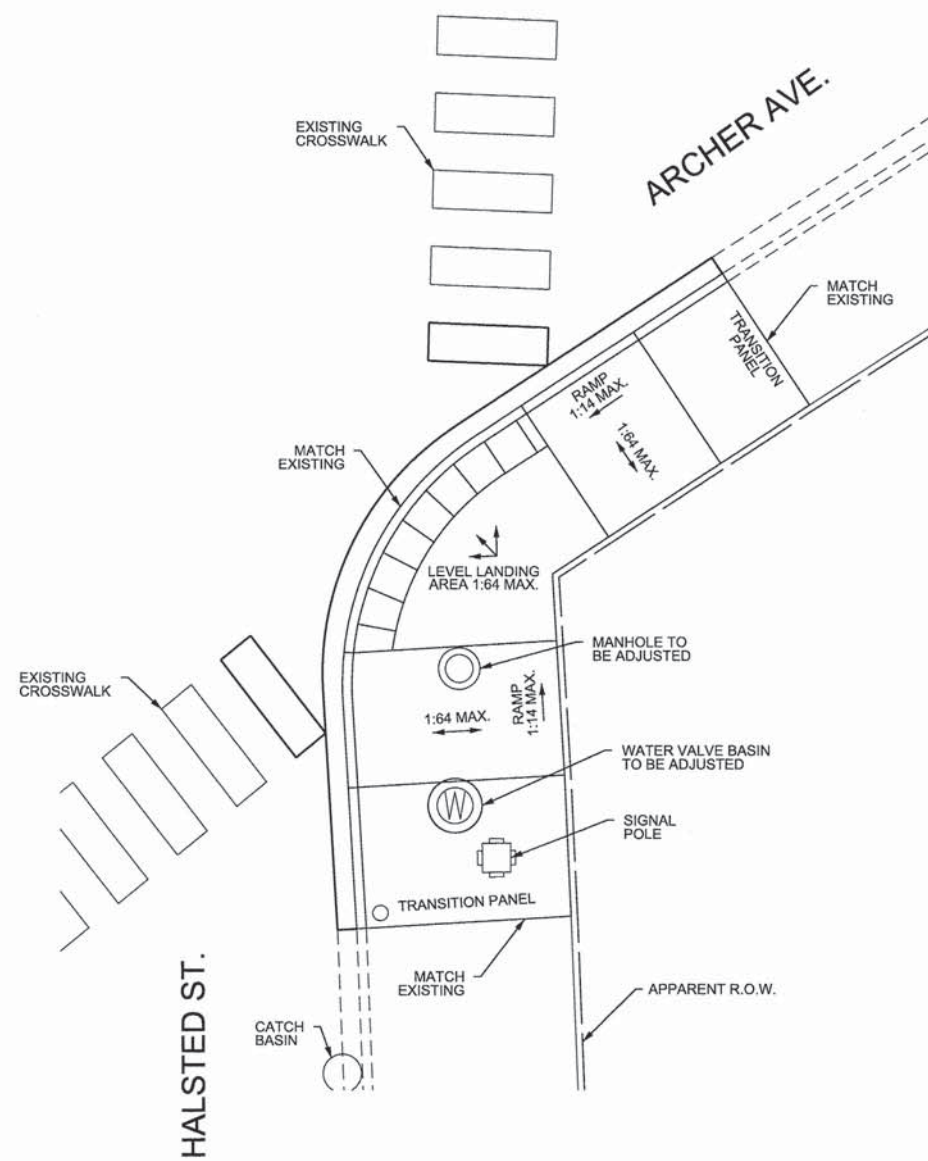 EXISTING
CROSSWALK
ARCHER AVE.
MATCH
EXISTING
TRANSITION
PANEL
RAMP
1:14 MAX.
1:64 MAX.
MATCH
EXISTING
LEVEL LANDING
AREA 1:64 MAX.
MANHOLE TO
BE ADJUSTED
EXISTING
CROSSWALK
1:64 MAX.
RAMP
1:14 MAX.
WATER VALVE BASIN
TO BE ADJUSTED
W
SIGNAL
POLE
TRANSITION PANEL
MATCH
EXISTING
APPARENT R.O.W.
HALSTED ST.
CATCH
BASIN